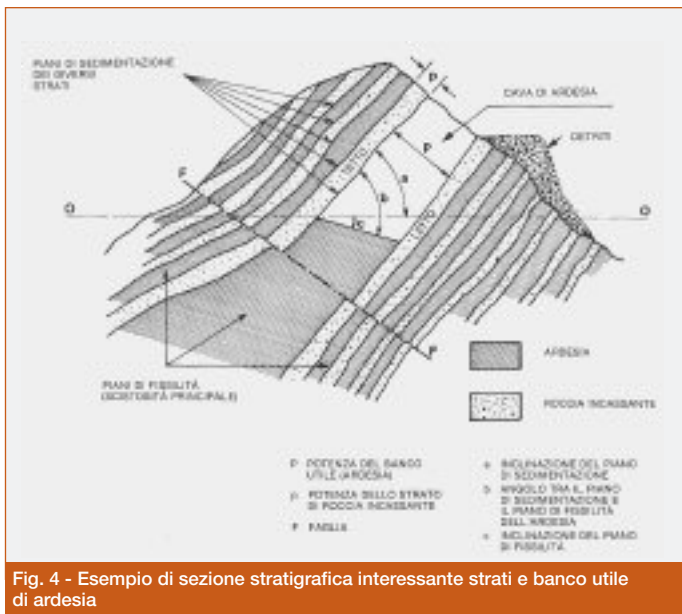 PIANI DI SEDIMENTAZIONE
DEI DIVERSI
STRATI
P
DAVA DI ARDESIA
DETRITI
TETTO
P
a
b
F
O
O
LETTO
F
PIANI DI FISSILITÀ
(SCISTOSITÀ PRINCIPALE)
ARDESIA
ROCCIA INCASSANTE
P POTENZA DEL BANCO
UTILE (ARDESIA)
p POTENZA DELLO STRATO
DI ROCCIA INCASSANTE
F FAGLIA
a INCLINAZIONE DEL PIANO
DI SEDIMENTAZIONE
b ANGOLO TRA IL PIANO
DI SEDIMENTAZIONE E
IL PIANO DI FISSILITÀ
DELL'ARDESIA
c INCLINAZIONE DEL PIANO
DI FISSILITÀ
Fig. 4 - Esempio di sezione stratigrafica interessante strati e banco utile
di ardesia